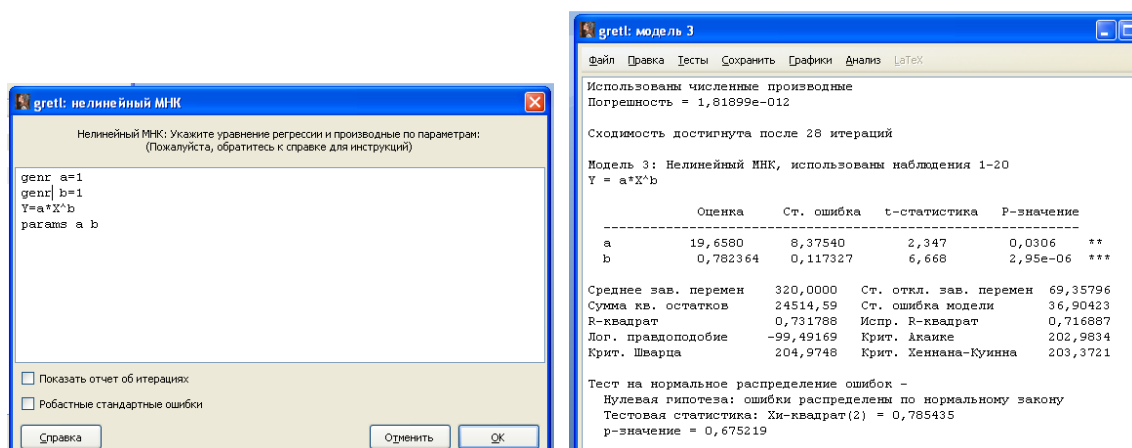 gretl: нелинейный МНК
Нелинейный МНК: Укажите уравнение регрессии и производные по параметрам:
(Пожалуйста, обратитесь к справке для инструкций)
genr a=1
genr b=1
Y=a*X^b
params a b
Показать отчет об итерациях
Робастные стандартные ошибки
Справка Отменить OK
gretl: модель 3
Файл Правка Тесты Сохранить Графики Анализ LaTeX
Использованы численные производные
Погрешность = 1,81899e-012
Сходимость достигнута после 28 итераций
Модель 3: Нелинейный МНК, использованы наблюдения 1-20
Y = a*X^b
Оценка Ст. ошибка t-статистика P-значение
---------------------------------------------------------------
a 19,6580 8,37540 2,347 0,0306 **
b 0,782364 0,117327 6,668 2,95e-06 ***
Среднее зав. перемен 320,0000 Ст. откл. зав. перемен 69,35796
Сумма кв. остатков 24514,59 Ст. ошибка модели 36,90423
R-квадрат 0,731788 Испр. R-квадрат 0,716887
Лог. правдоподобие -99,49169 Крит. Акаике 202,9834
Крит. Шварца 204,9748 Крит. Хеннана-Куинна 203,3721
Тест на нормальное распределение ошибок -
Нулевая гипотеза: ошибки распределены по нормальному закону
Тестовая статистика: Хи-квадрат(2) = 0,785435
р-значение = 0,675219